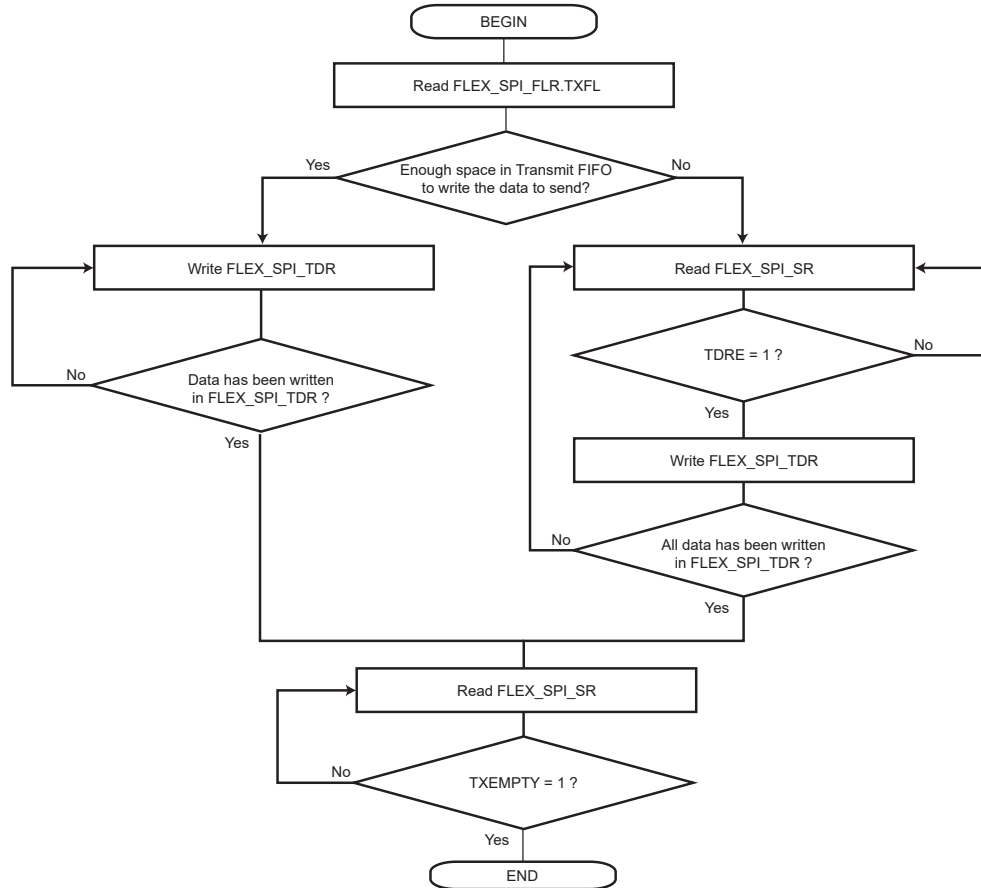 BEGIN
Read FLEX_SPI_FLR.TXFL
Yes
Enough space in Transmit FIFO
to write the data to send?
No
Write FLEX_SPI_TDR
Read FLEX_SPI_SR
TDRE = 1 ?
No
No
Data has been written
in FLEX_SPI_TDR ?
Yes
Yes
Write FLEX_SPI_TDR
No
All data has been written
in FLEX_SPI_TDR ?
Yes
Read FLEX_SPI_SR
No
TXEMPTY = 1 ?
Yes
END